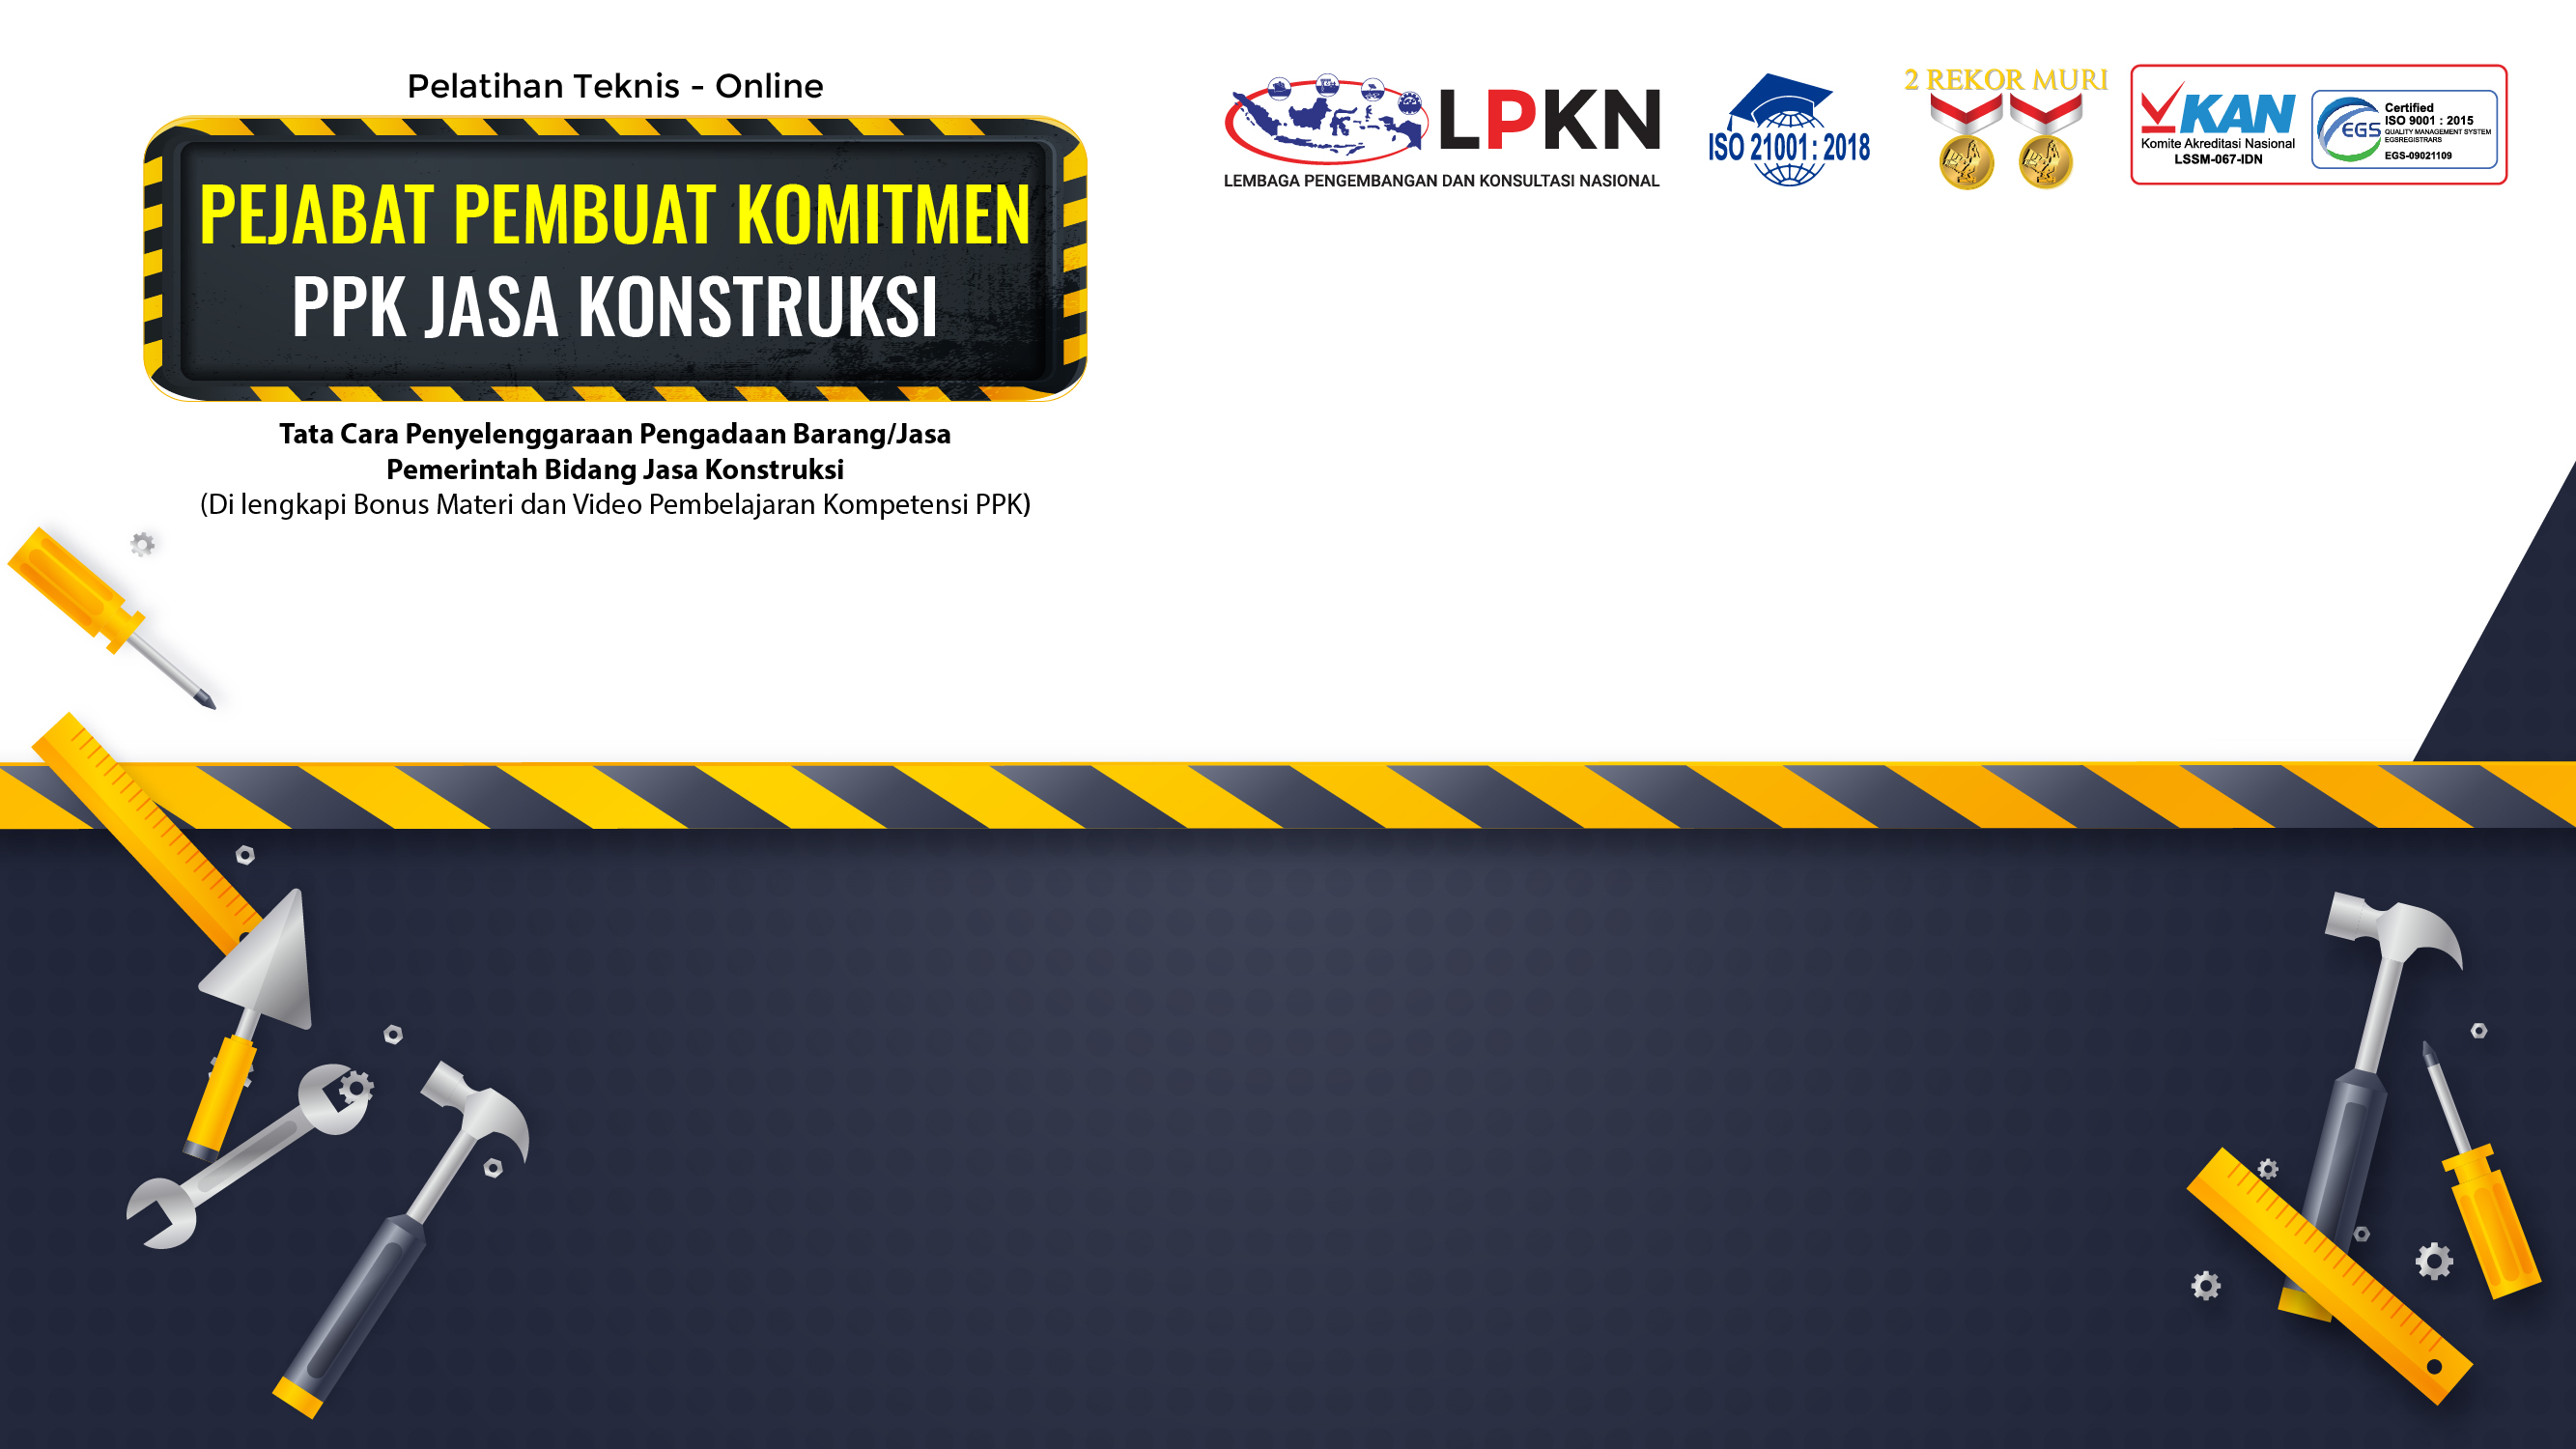 Pelatihan Teknis - Online
PEJABAT PEMBUAT KOMITMEN
PPK JASA KONSTRUKSI
Tata Cara Penyelenggaraan Pengadaan Barang/Jasa
Pemerintah Bidang Jasa Konstruksi
(Di lengkapi Bonus Materi dan Video Pembelajaran Kompetensi PPK)
LPKN
LEMBAGA PENGEMBANGAN DAN KONSULTASI NASIONAL
ISO 21001: 2018
2 REKOR MURI
KAN
Komite Akreditasi Nasional
LSSM-067-IDN
EGS
Certified
ISO 9001 : 2015
QUALITY MANAGEMENT SYSTEM
EGSREGISTRARS
EGS-09021109